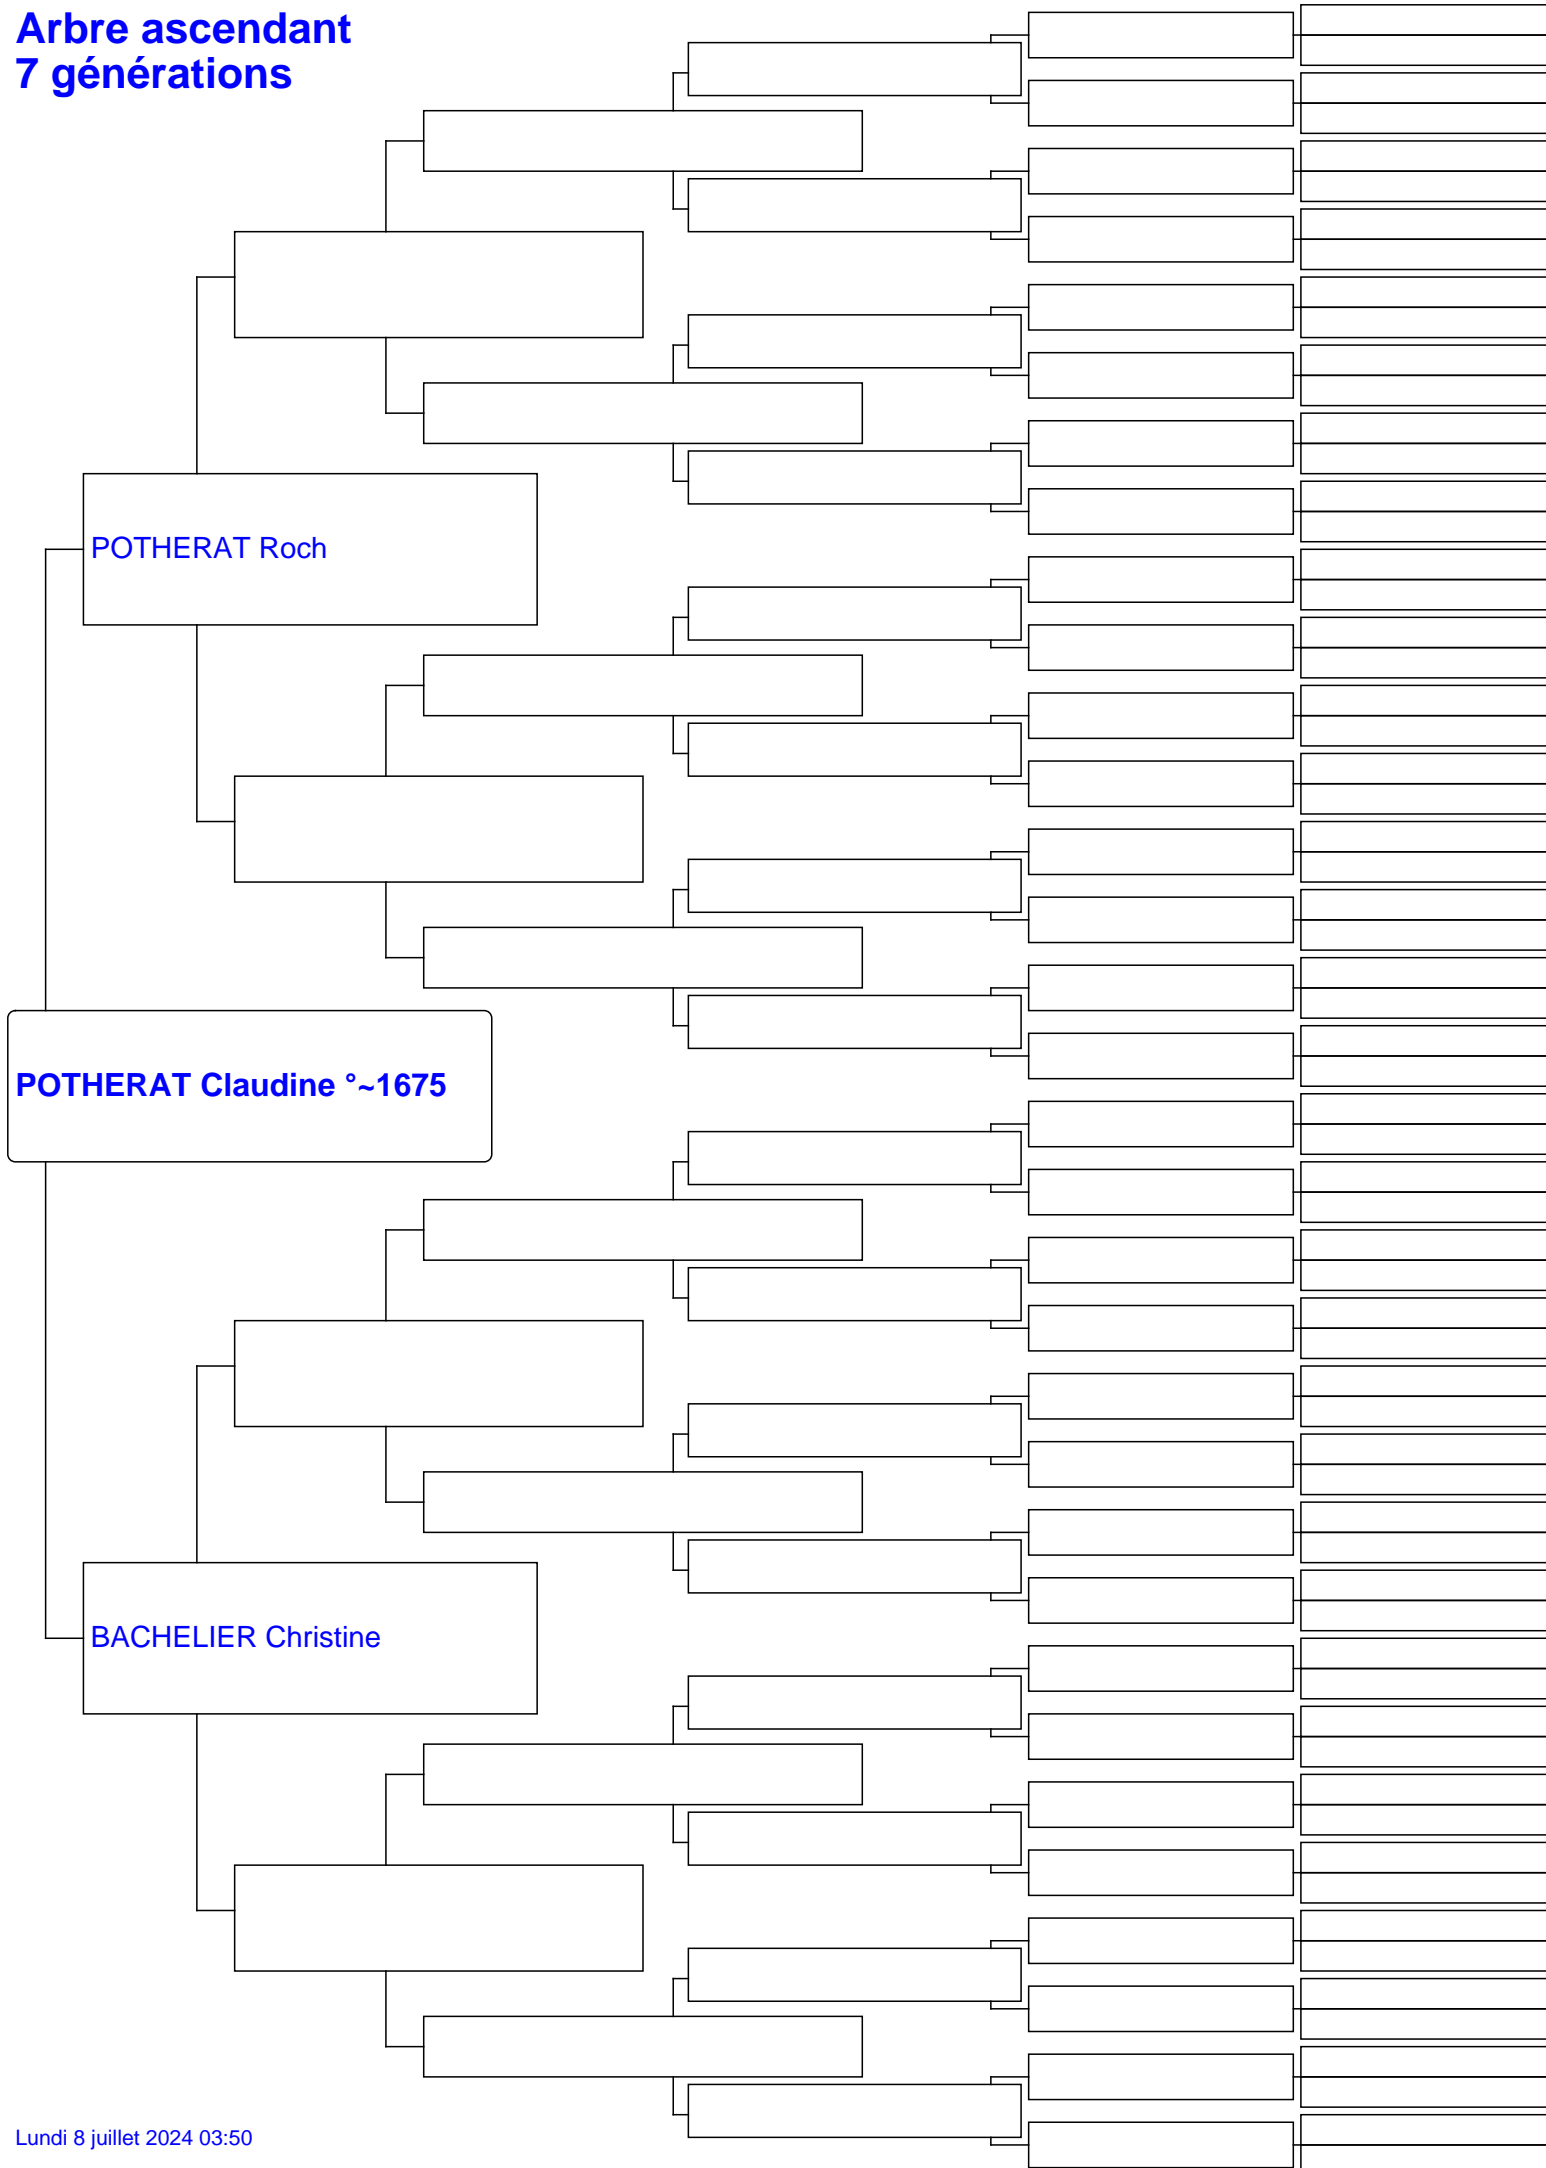 Arbre ascendant
7 générations
POTHERAT Roch
POTHERAT Claudine °~1675
BACHELIER Christine
Lundi 8 juillet 2024 03:50